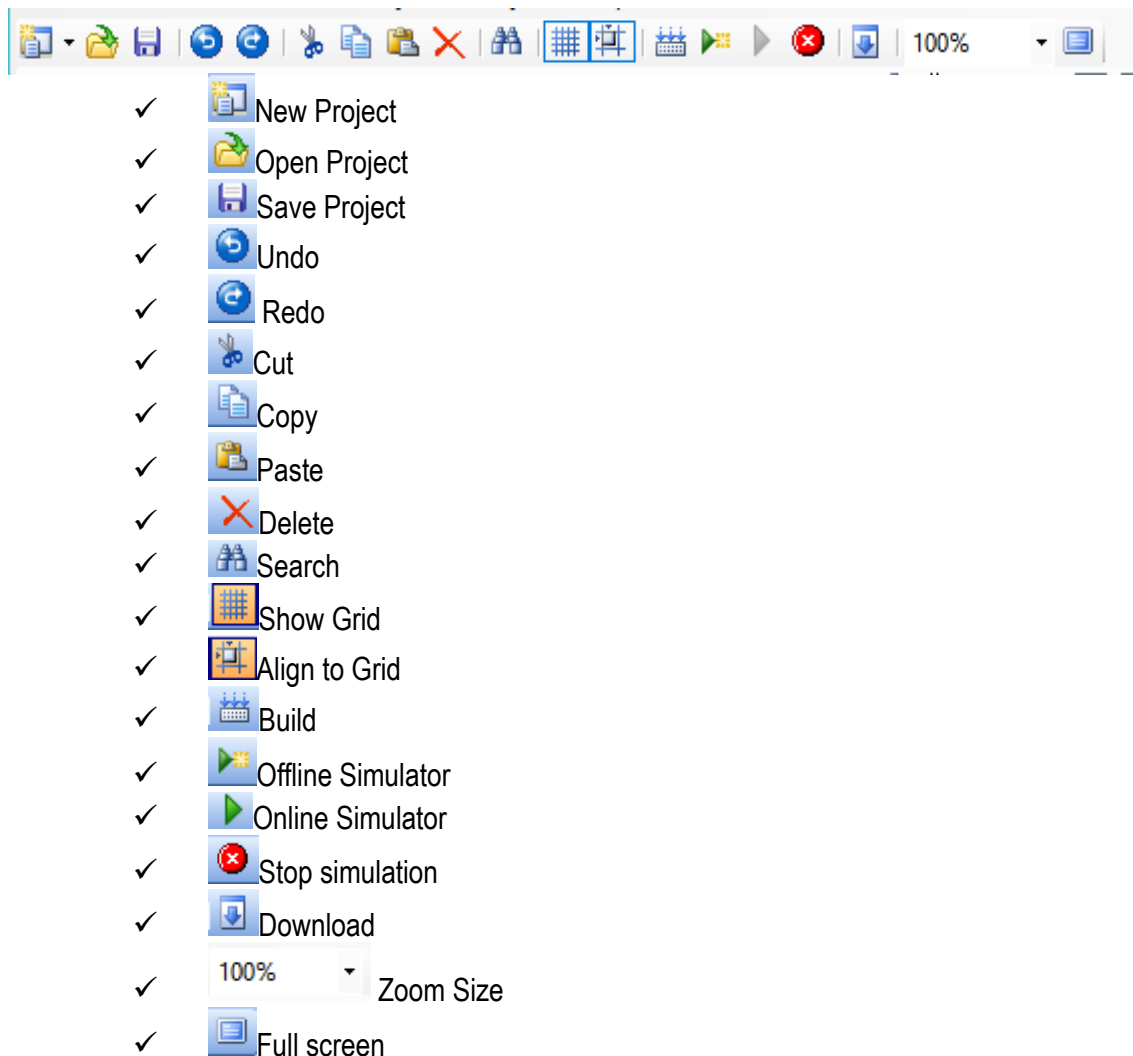 100%
New Project
Open Project
Save Project
Undo
Redo
Cut
Copy
Paste
Delete
Search
Show Grid
Align to Grid
Build
Offline Simulator
Online Simulator
Stop simulation
Download
100% Zoom Size
Full screen